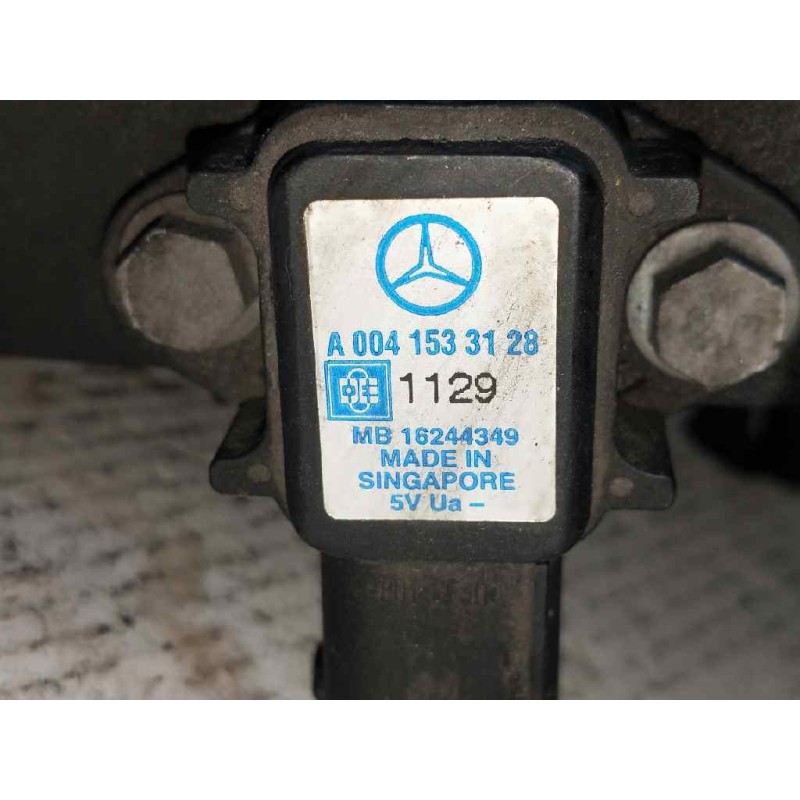 A 004 153 31 28
1129
MB 16244349
MADE IN
SINGAPORE
5V Ua –